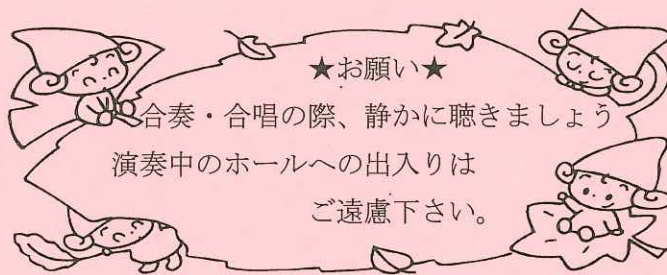 ★お願い★
合奏・合唱の際、静かに聴きましょう
演奏中のホールへの出入りは
ご遠慮下さい。